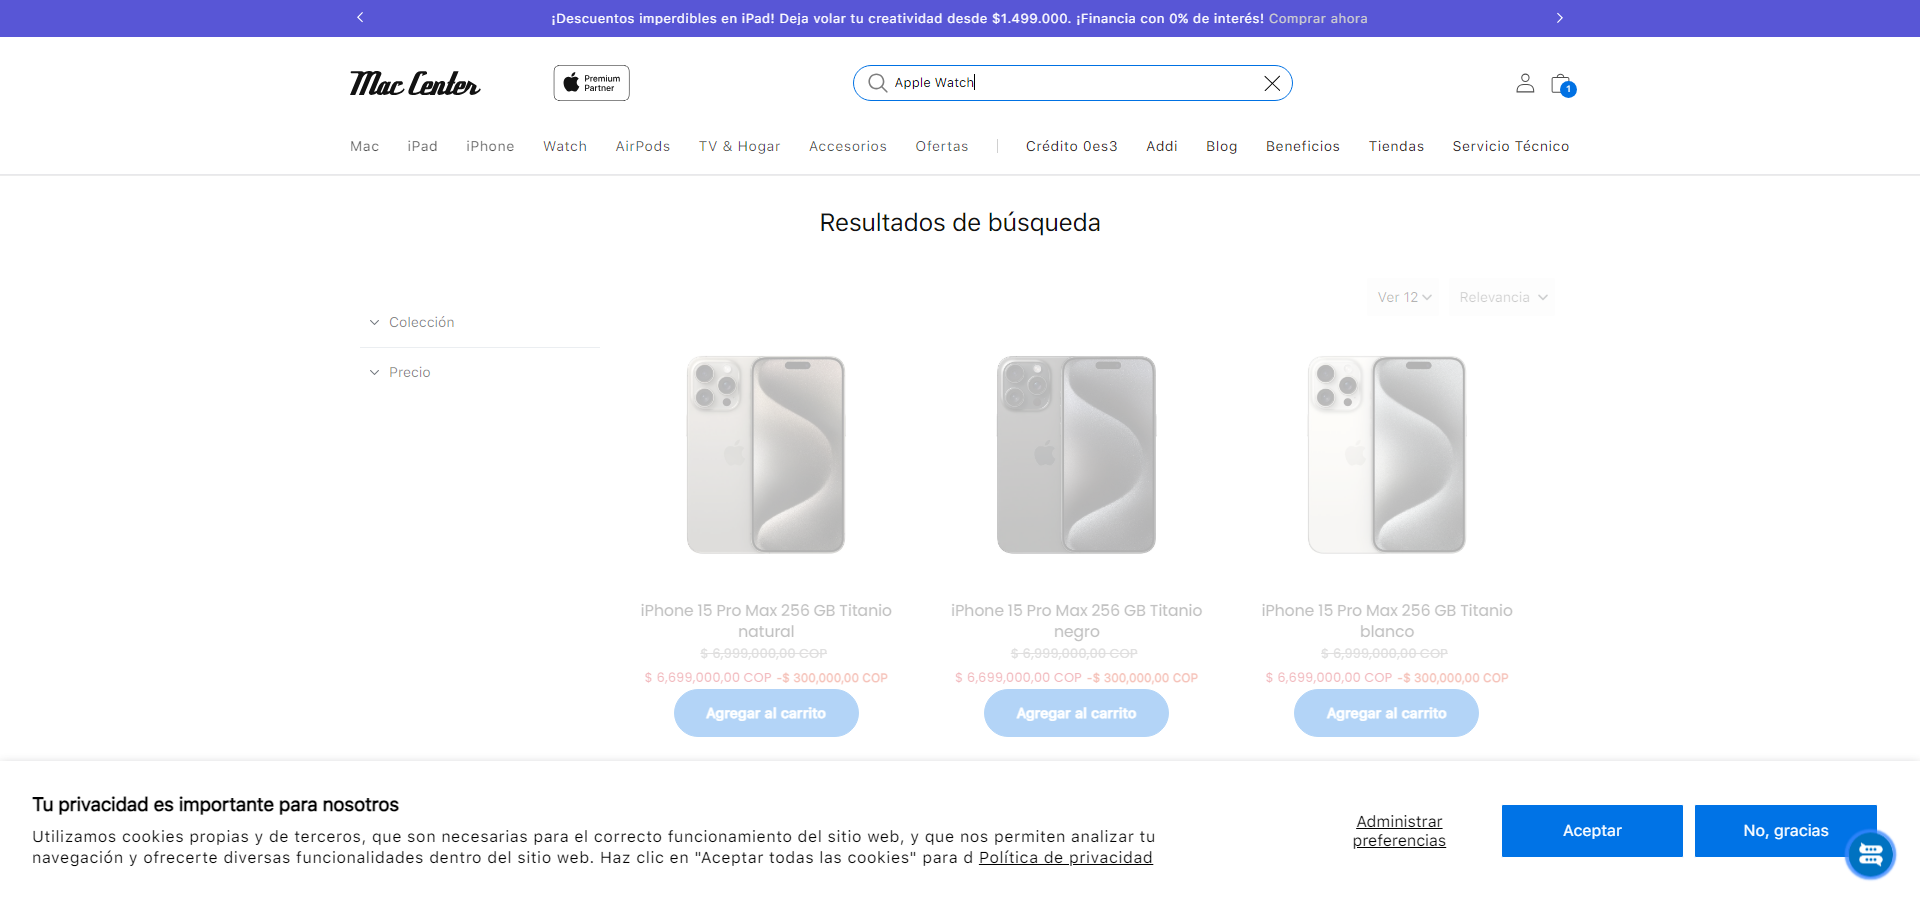 ¡Descuentos imperdibles en iPad! Deja volar tu creatividad desde $1.499.000. ¡Financia con 0% de interés! Comprar ahora
Mac Center
Premium
Partner
Apple Watch
1
Mac
iPad
iPhone
Watch
AirPods
TV & Hogar
Accesorios
Ofertas
Crédito 0es3
Addi
Blog
Beneficios
Tiendas
Servicio Técnico
Resultados de búsqueda
Ver 12
Relevancia
Colección
Precio
iPhone 15 Pro Max 256 GB Titanio
natural
$ 6,999,000,00 COP
$ 6,699,000,00 COP -$ 300,000,00 COP
Agregar al carrito
iPhone 15 Pro Max 256 GB Titanio
negro
$ 6,999,000,00 COP
$ 6,699,000,00 COP -$ 300,000,00 COP
Agregar al carrito
iPhone 15 Pro Max 256 GB Titanio
blanco
$ 6,999,000,00 COP
$ 6,699,000,00 COP -$ 300,000,00 COP
Agregar al carrito
Tu privacidad es importante para nosotros
Utilizamos cookies propias y de terceros, que son necesarias para el correcto funcionamiento del sitio web, y que nos permiten analizar tu
navegación y ofrecerte diversas funcionalidades dentro del sitio web. Haz clic en "Aceptar todas las cookies" para d Política de privacidad
Administrar
preferencias
Aceptar
No, gracias